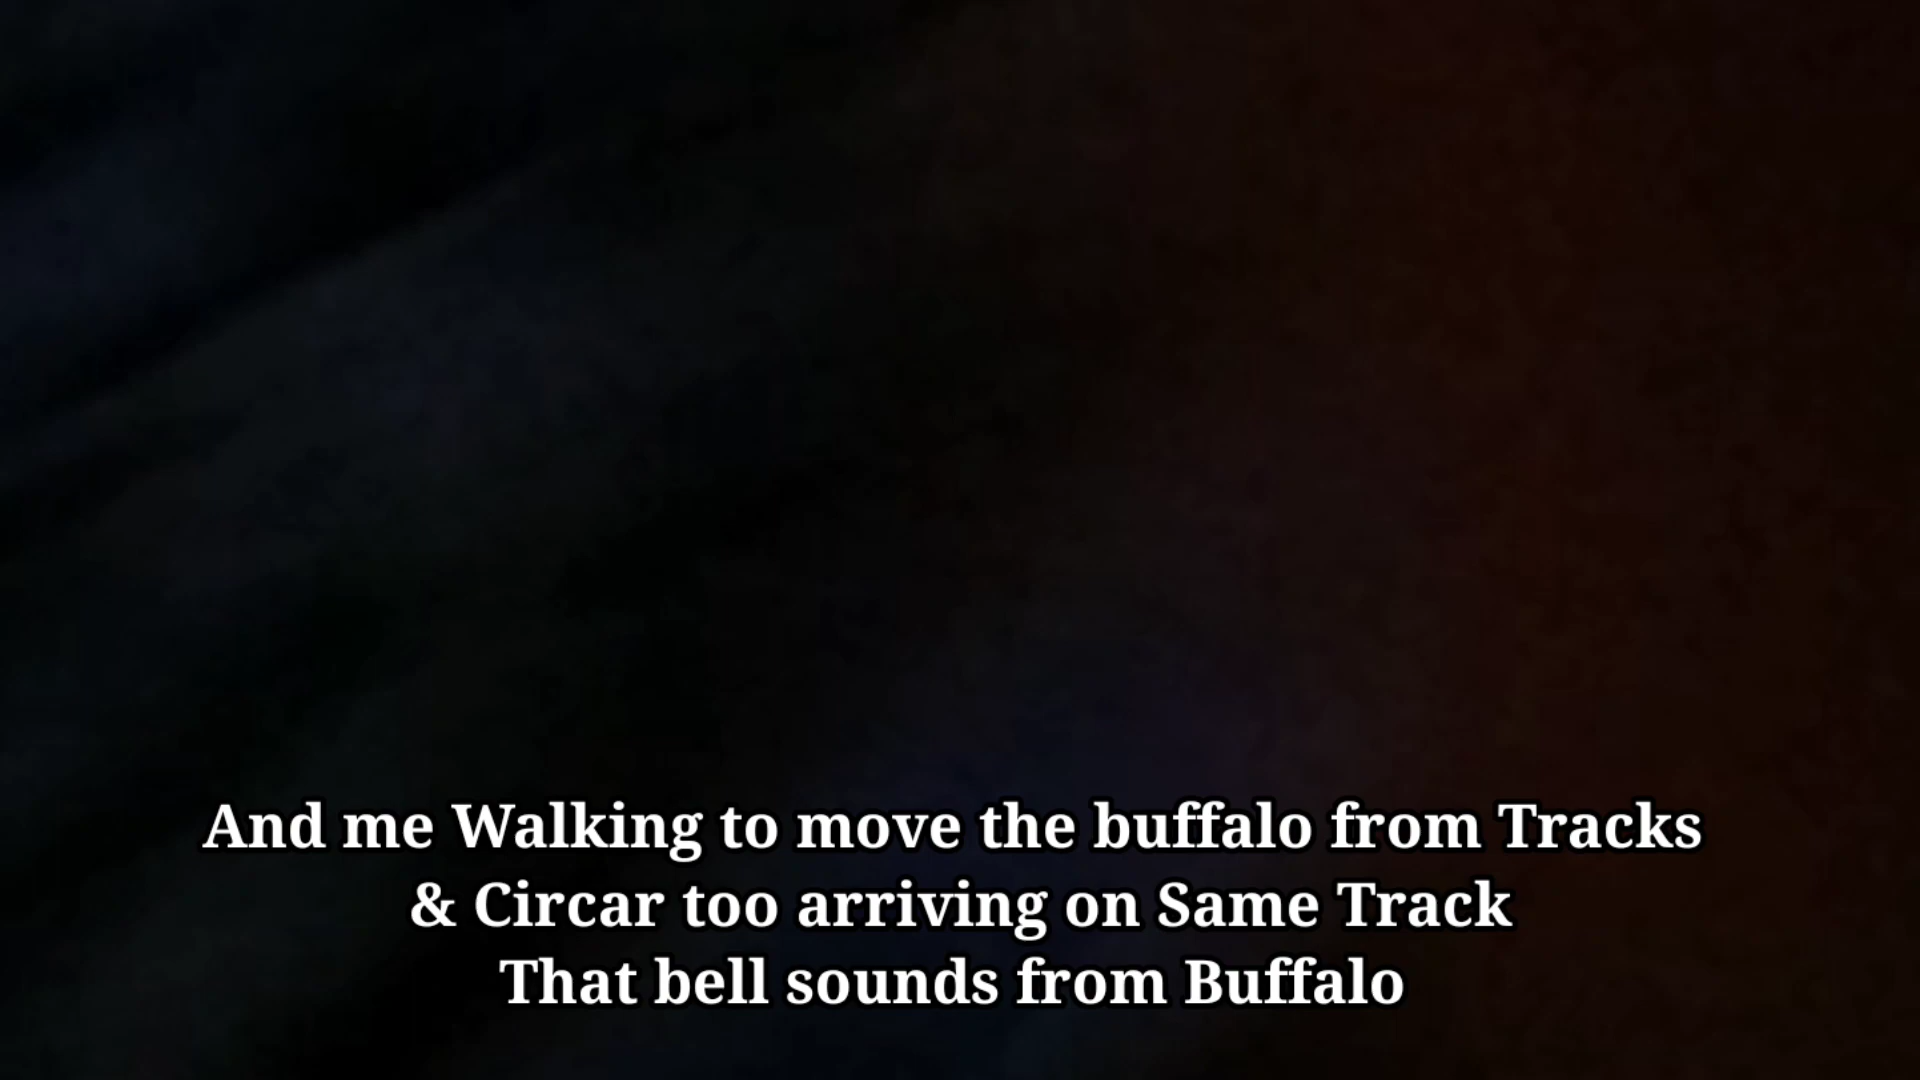 And me Walking to move the buffalo from Tracks
& Circar too arriving on Same Track
That bell sounds from Buffalo